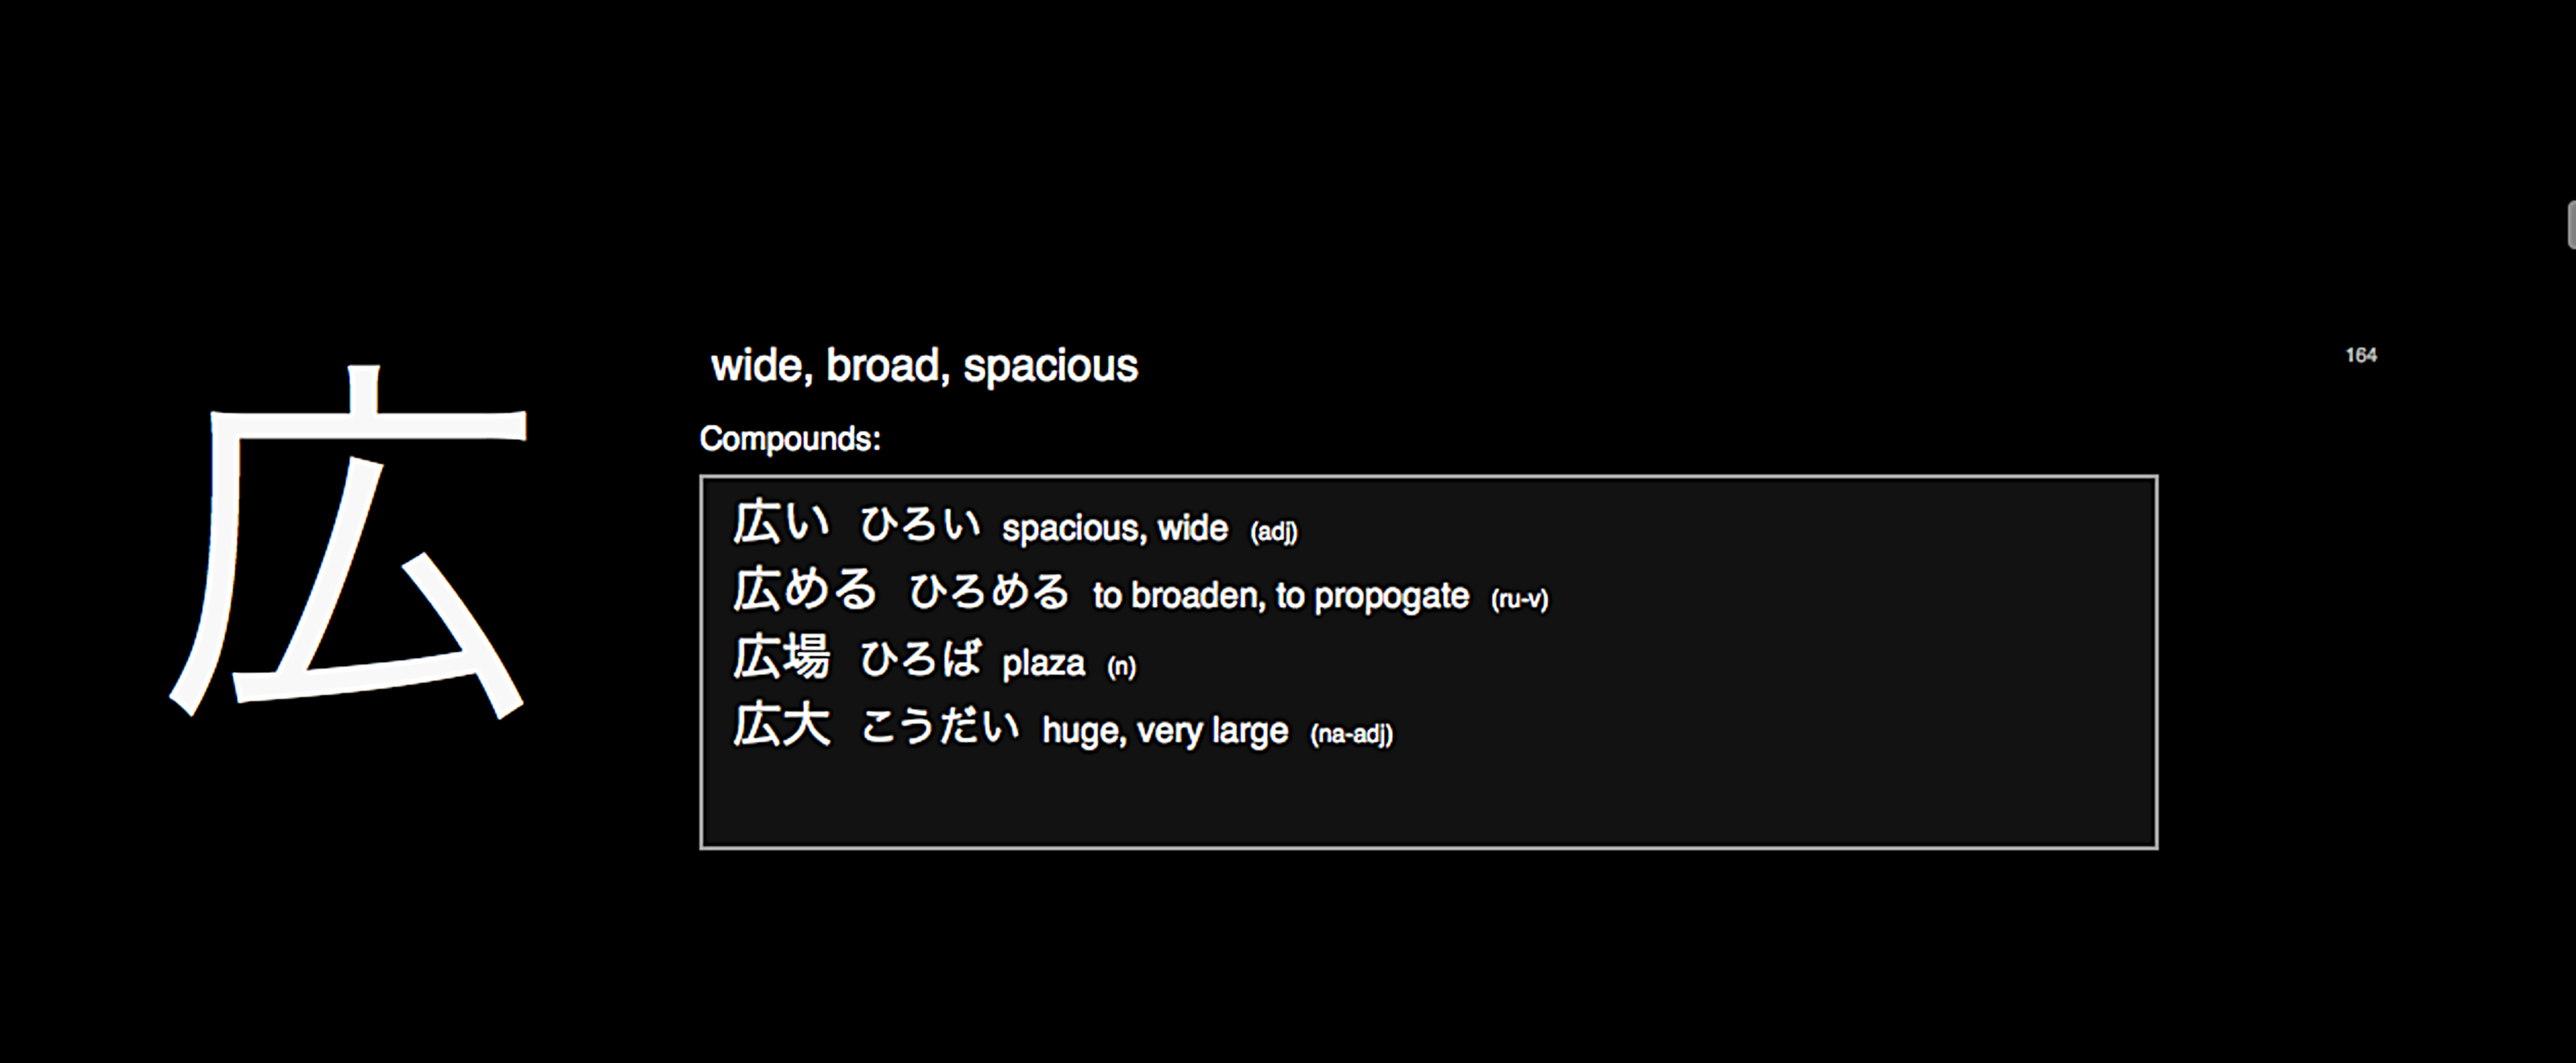 広
wide, broad, spacious
164
Compounds:
広い ひろい spacious, wide (adj)
広める ひろめる to broaden, to propogate (ru-v)
広場 ひろば plaza (n)
広大 こうだい huge, very large (na-adj)